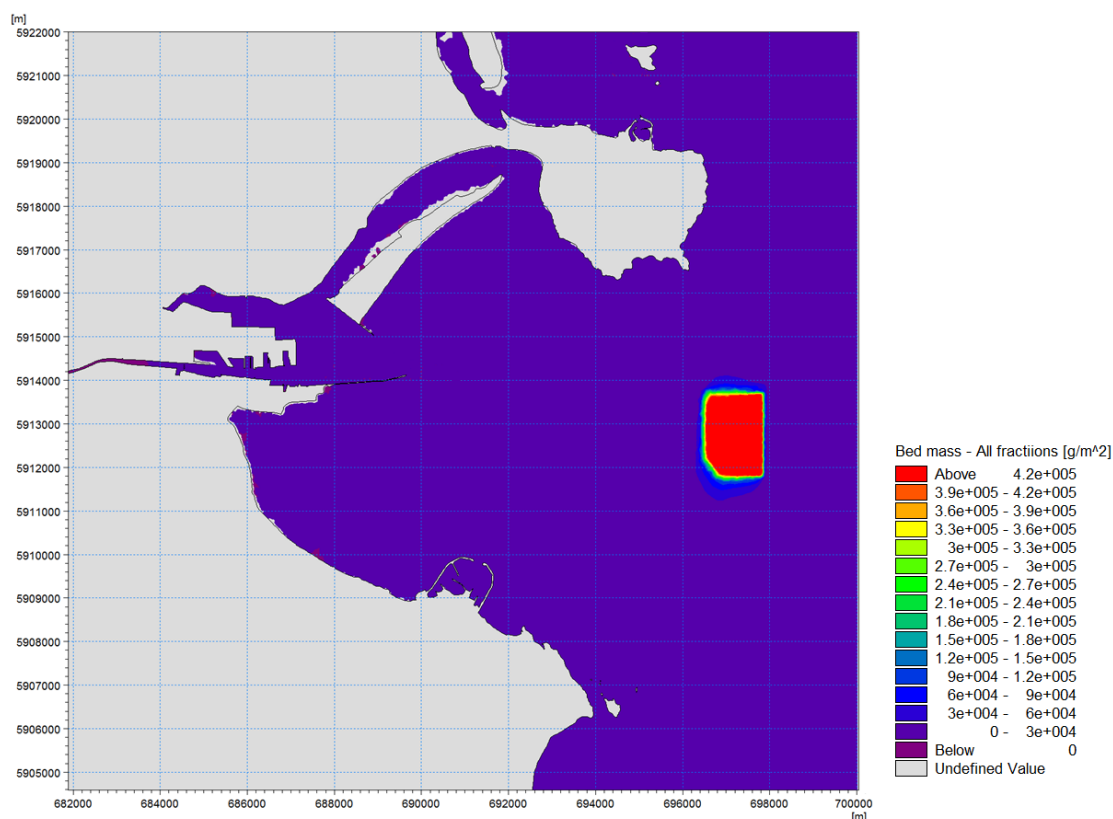 [m]
5922000
5921000
5920000
5919000
5918000
5917000
5916000
5915000
5914000
5913000
5912000
5911000
5910000
5909000
5908000
5907000
5906000
5905000
682000 684000 686000 688000 690000 692000 694000 696000 698000 700000
[m]
Bed mass - All fractiions [g/m^2]
Above 4.2e+005
3.9e+005 - 4.2e+005
3.6e+005 - 3.9e+005
3.3e+005 - 3.6e+005
3e+005 - 3.3e+005
2.7e+005 - 3e+005
2.4e+005 - 2.7e+005
2.1e+005 - 2.4e+005
1.8e+005 - 2.1e+005
1.5e+005 - 1.8e+005
1.2e+005 - 1.5e+005
9e+004 - 1.2e+005
6e+004 - 9e+004
3e+004 - 6e+004
0 - 3e+004
Below 0
Undefined Value